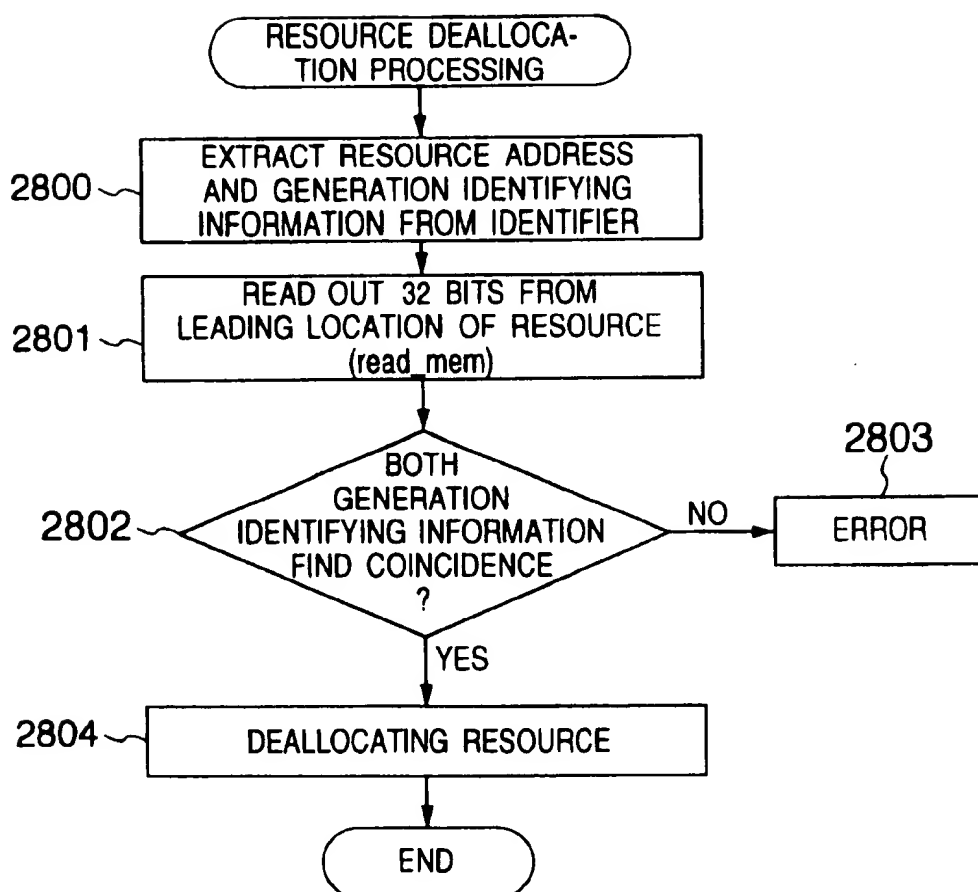 RESOURCE DEALLOCA-
TION PROCESSING
2800
EXTRACT RESOURCE ADDRESS
AND GENERATION IDENTIFYING
INFORMATION FROM IDENTIFIER
2801
READ OUT 32 BITS FROM
LEADING LOCATION OF RESOURCE
(read_mem)
2802
BOTH
GENERATION
IDENTIFYING INFORMATION
FIND COINCIDENCE
?
NO
2803
ERROR
YES
2804
DEALLOCATING RESOURCE
END